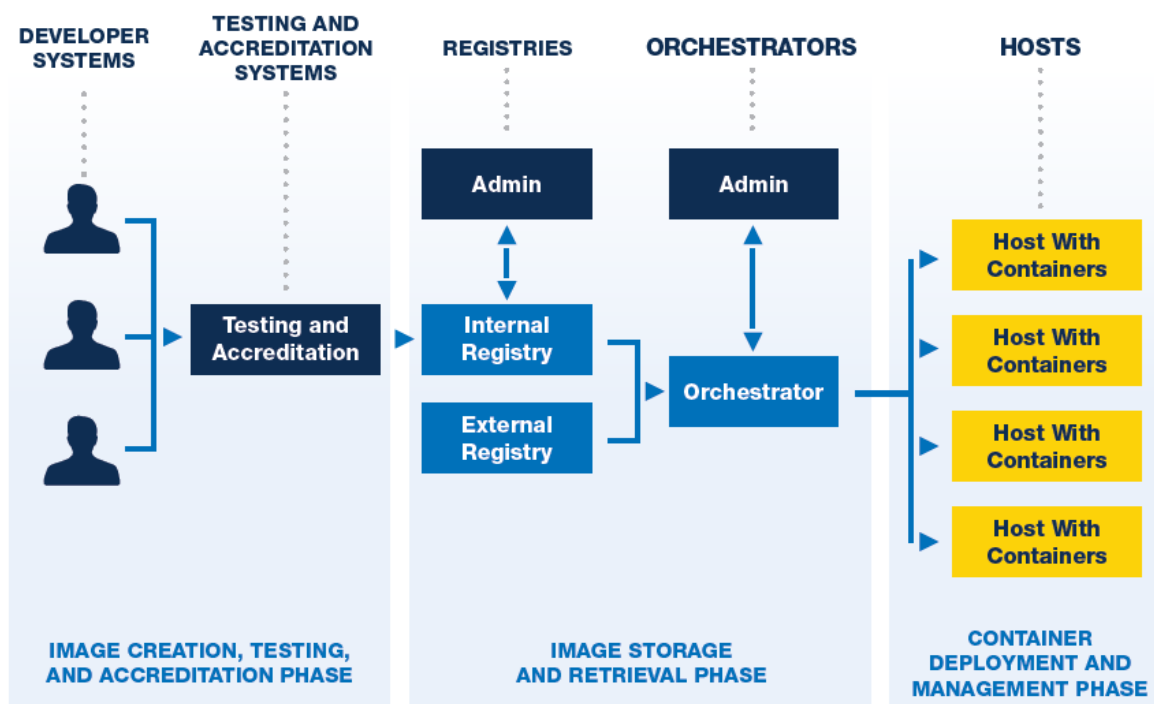 DEVELOPER
SYSTEMS
TESTING AND
ACCREDITATION
SYSTEMS
REGISTRIES
ORCHESTRATORS
HOSTS
Admin
Admin
Testing and
Accreditation
Internal
Registry
External
Registry
Orchestrator
Host With
Containers
Host With
Containers
Host With
Containers
Host With
Containers
IMAGE CREATION, TESTING,
AND ACCREDITATION PHASE
IMAGE STORAGE
AND RETRIEVAL PHASE
CONTAINER
DEPLOYMENT AND
MANAGEMENT PHASE